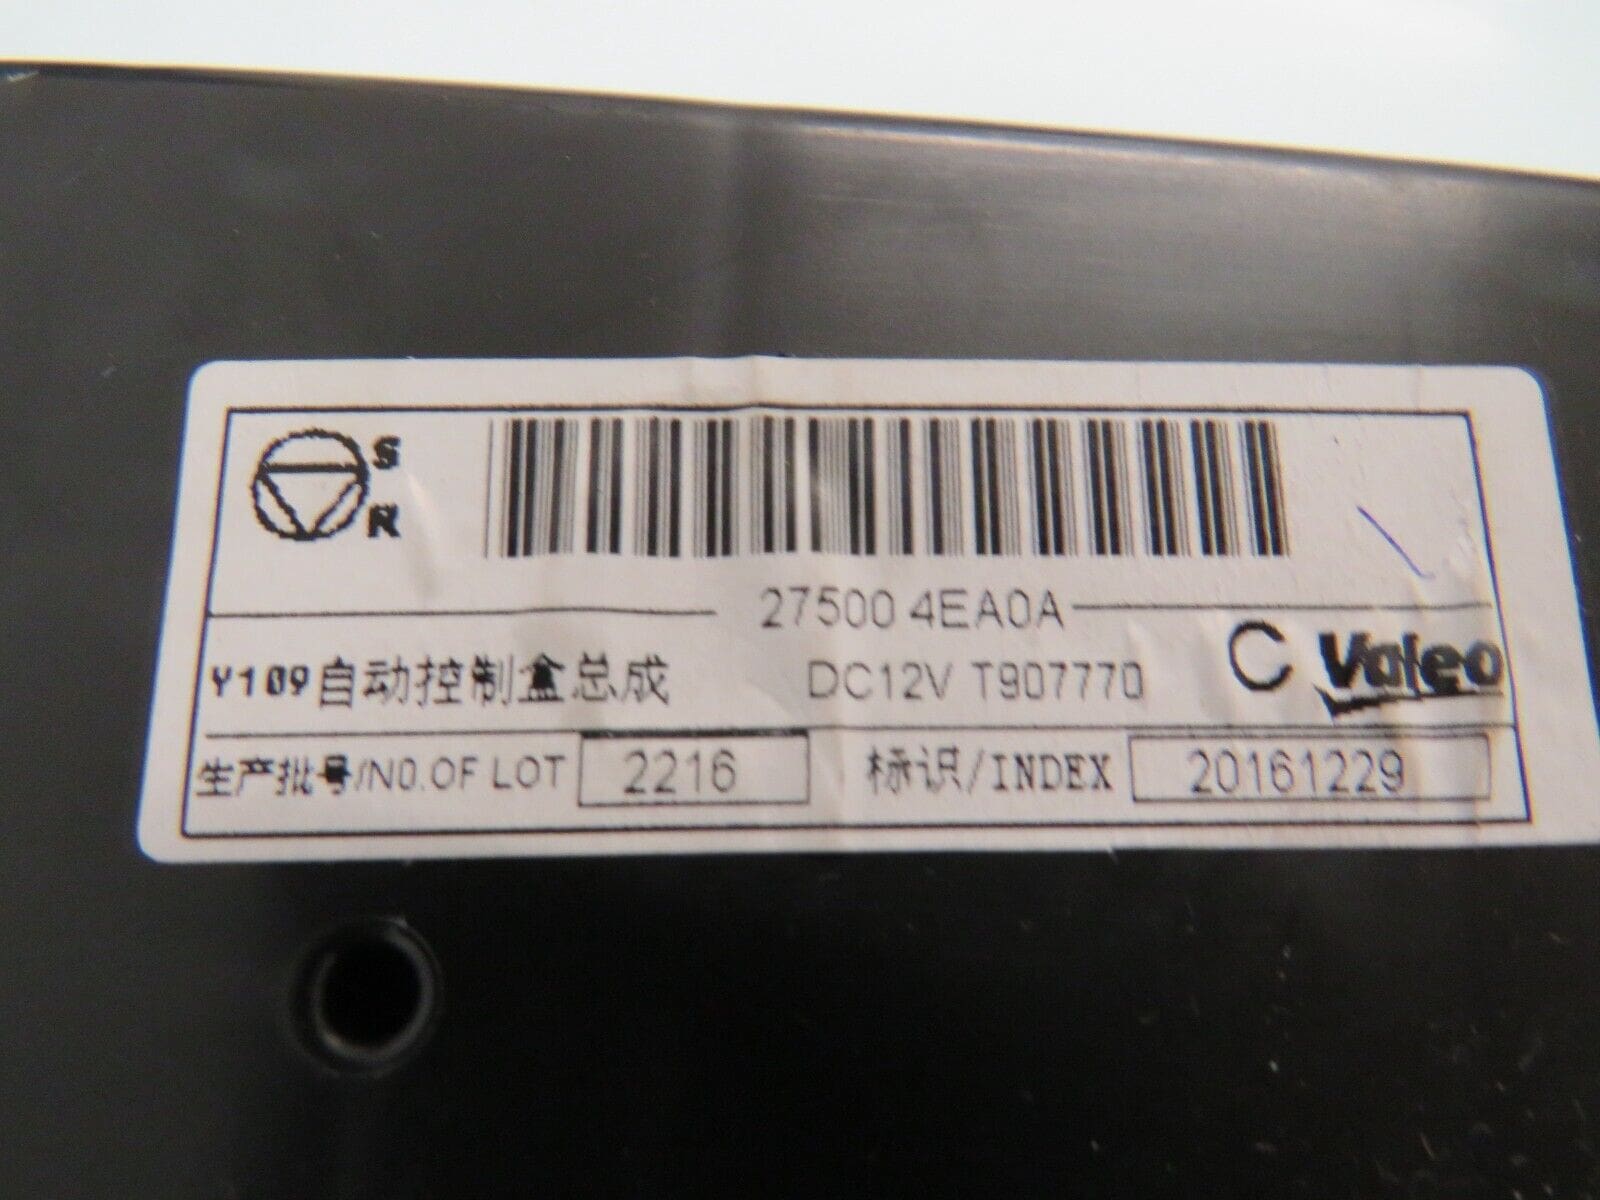 S
R
27500 4EA0A
Y109自动控制盒总成 DC12V T907770 C Valeo
生产批号/NO.OF LOT 2216 标识/INDEX 20161229